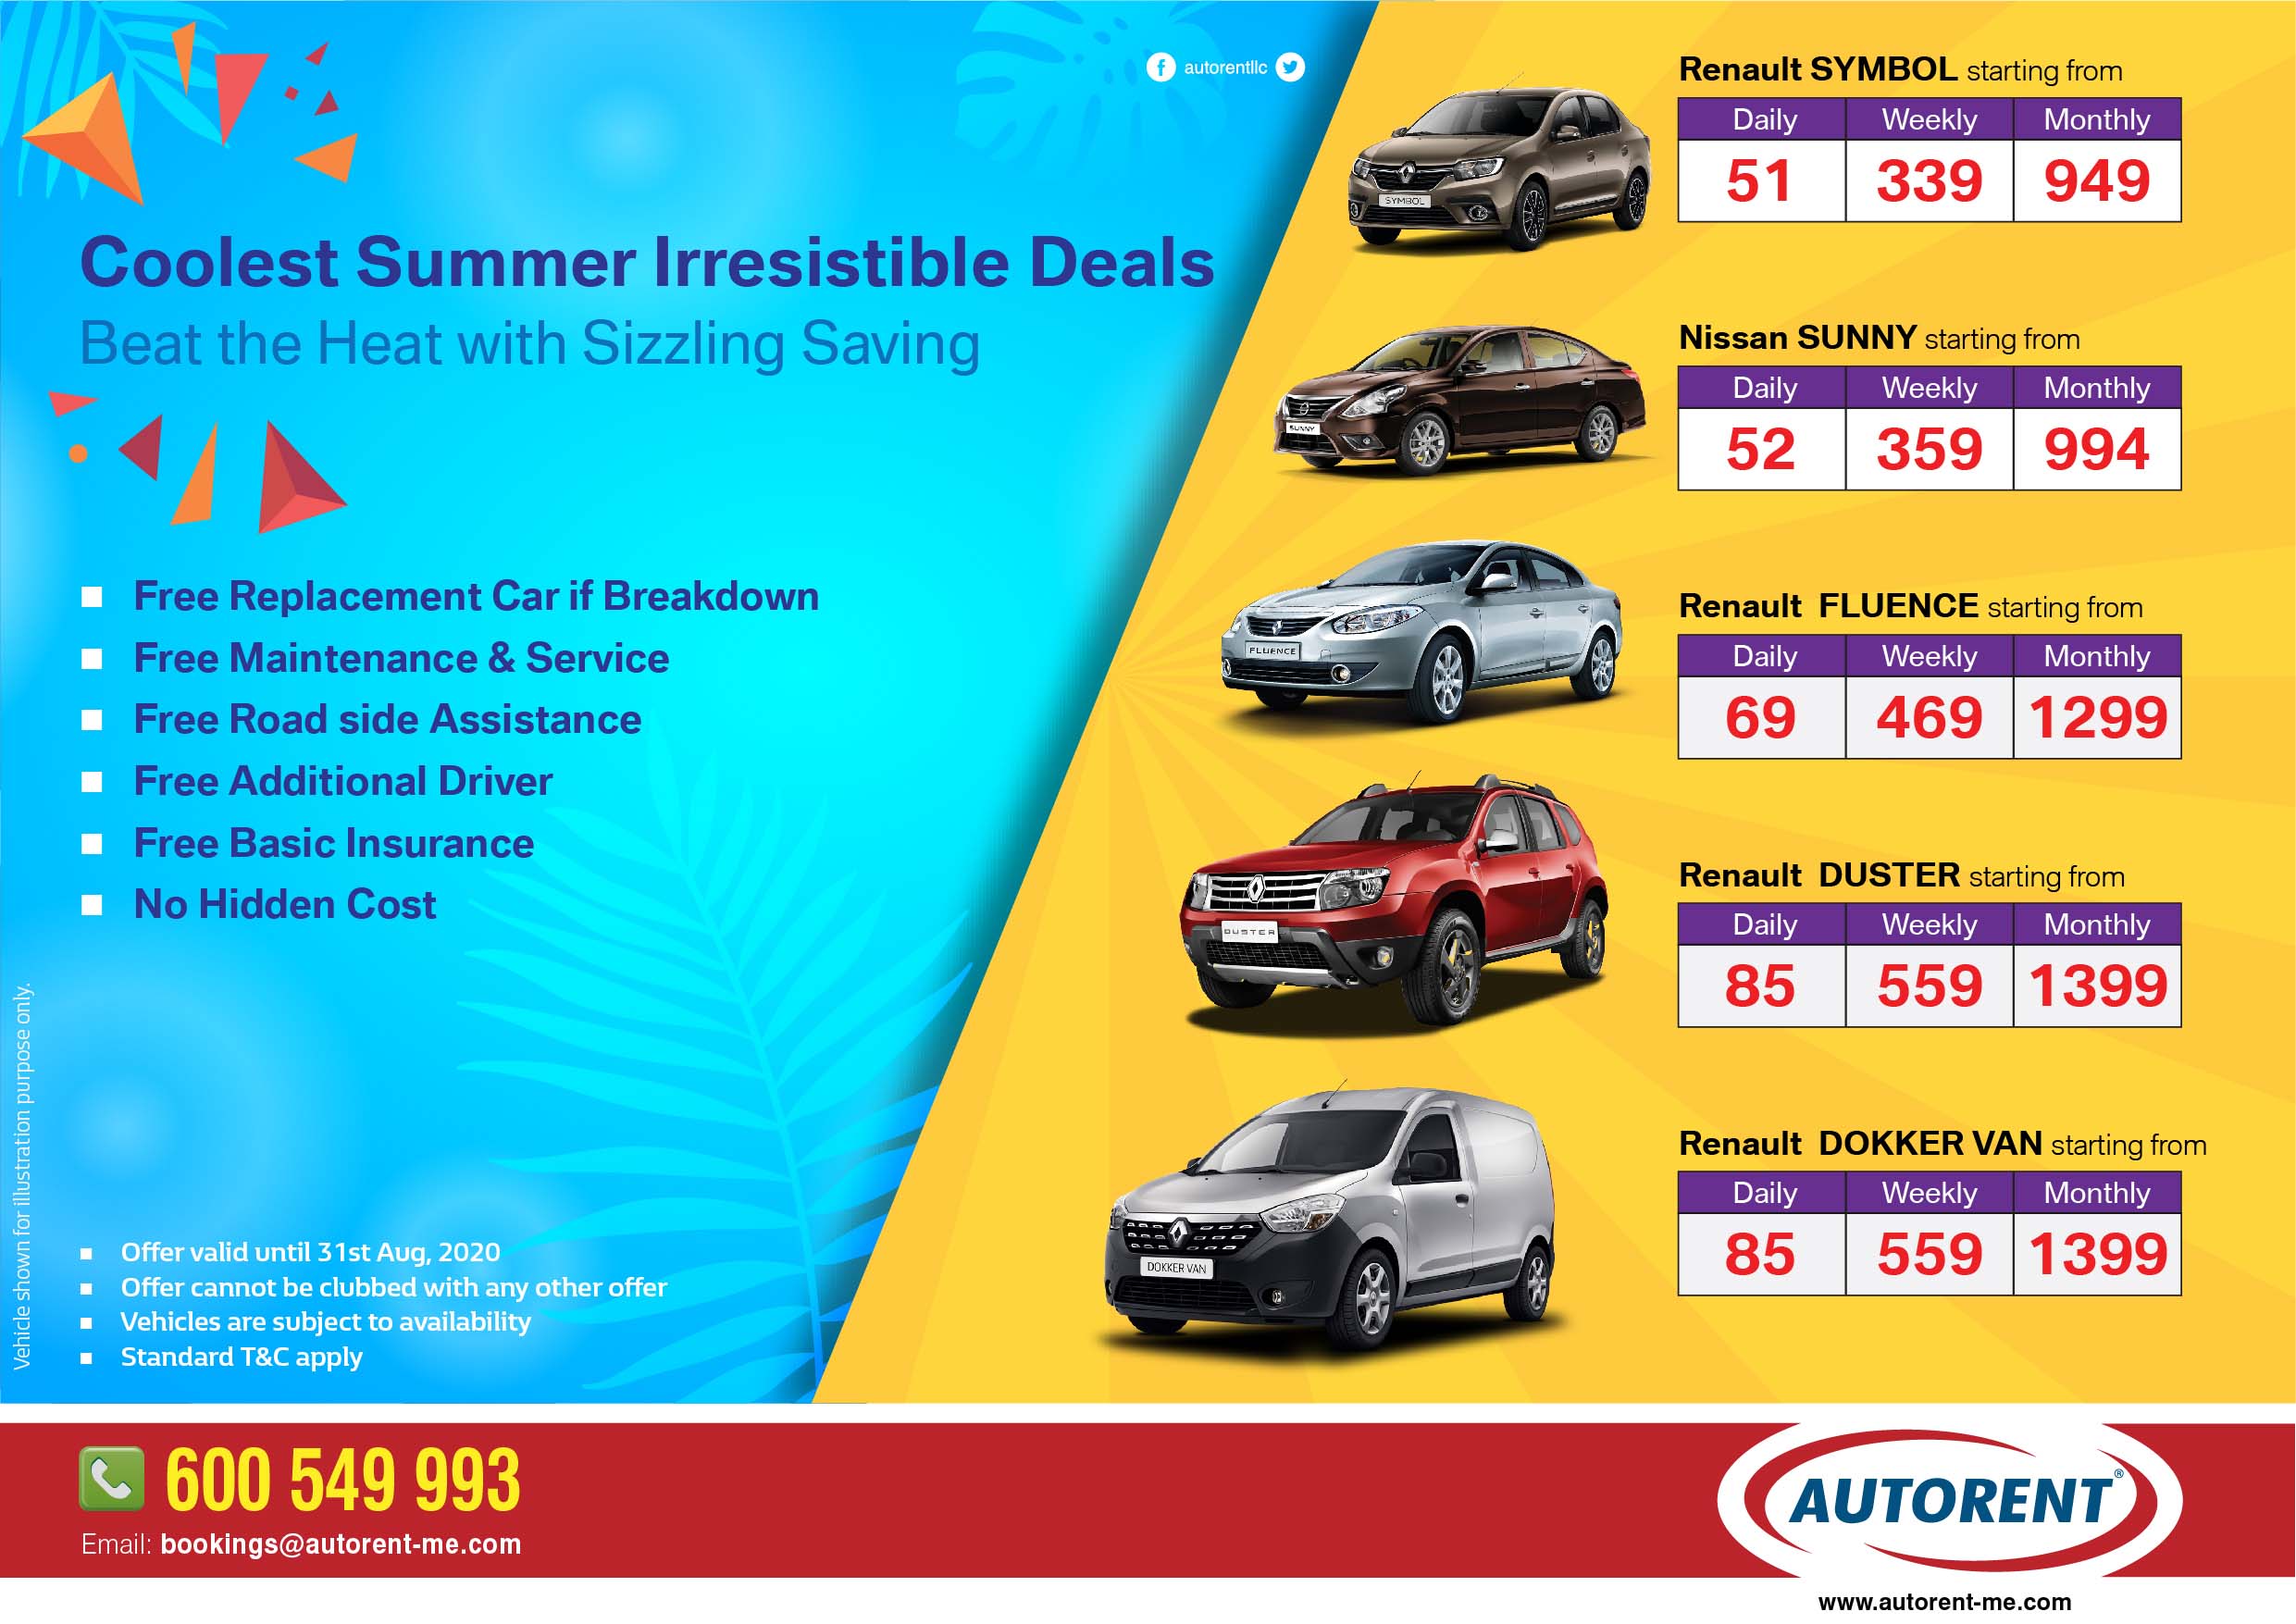 autorentllc
Coolest Summer Irresistible Deals
Beat the Heat with Sizzling Saving
Free Replacement Car if Breakdown
Free Maintenance & Service
Free Road side Assistance
Free Additional Driver
Free Basic Insurance
No Hidden Cost
Offer valid until 31st Aug, 2020
Offer cannot be clubbed with any other offer
Vehicles are subject to availability
Standard T&C apply
Vehicle shown for illustration purpose only.
Renault SYMBOL starting from
Daily Weekly Monthly
51 339 949
SYMBOL
Nissan SUNNY starting from
Daily Weekly Monthly
52 359 994
SUNNY
Renault FLUENCE starting from
Daily Weekly Monthly
69 469 1299
FLUENCE
Renault DUSTER starting from
Daily Weekly Monthly
85 559 1399
DUSTER
Renault DOKKER VAN starting from
Daily Weekly Monthly
85 559 1399
DOKKER VAN
600 549 993
Email: bookings@autorent-me.com
AUTORENT®
www.autorent-me.com